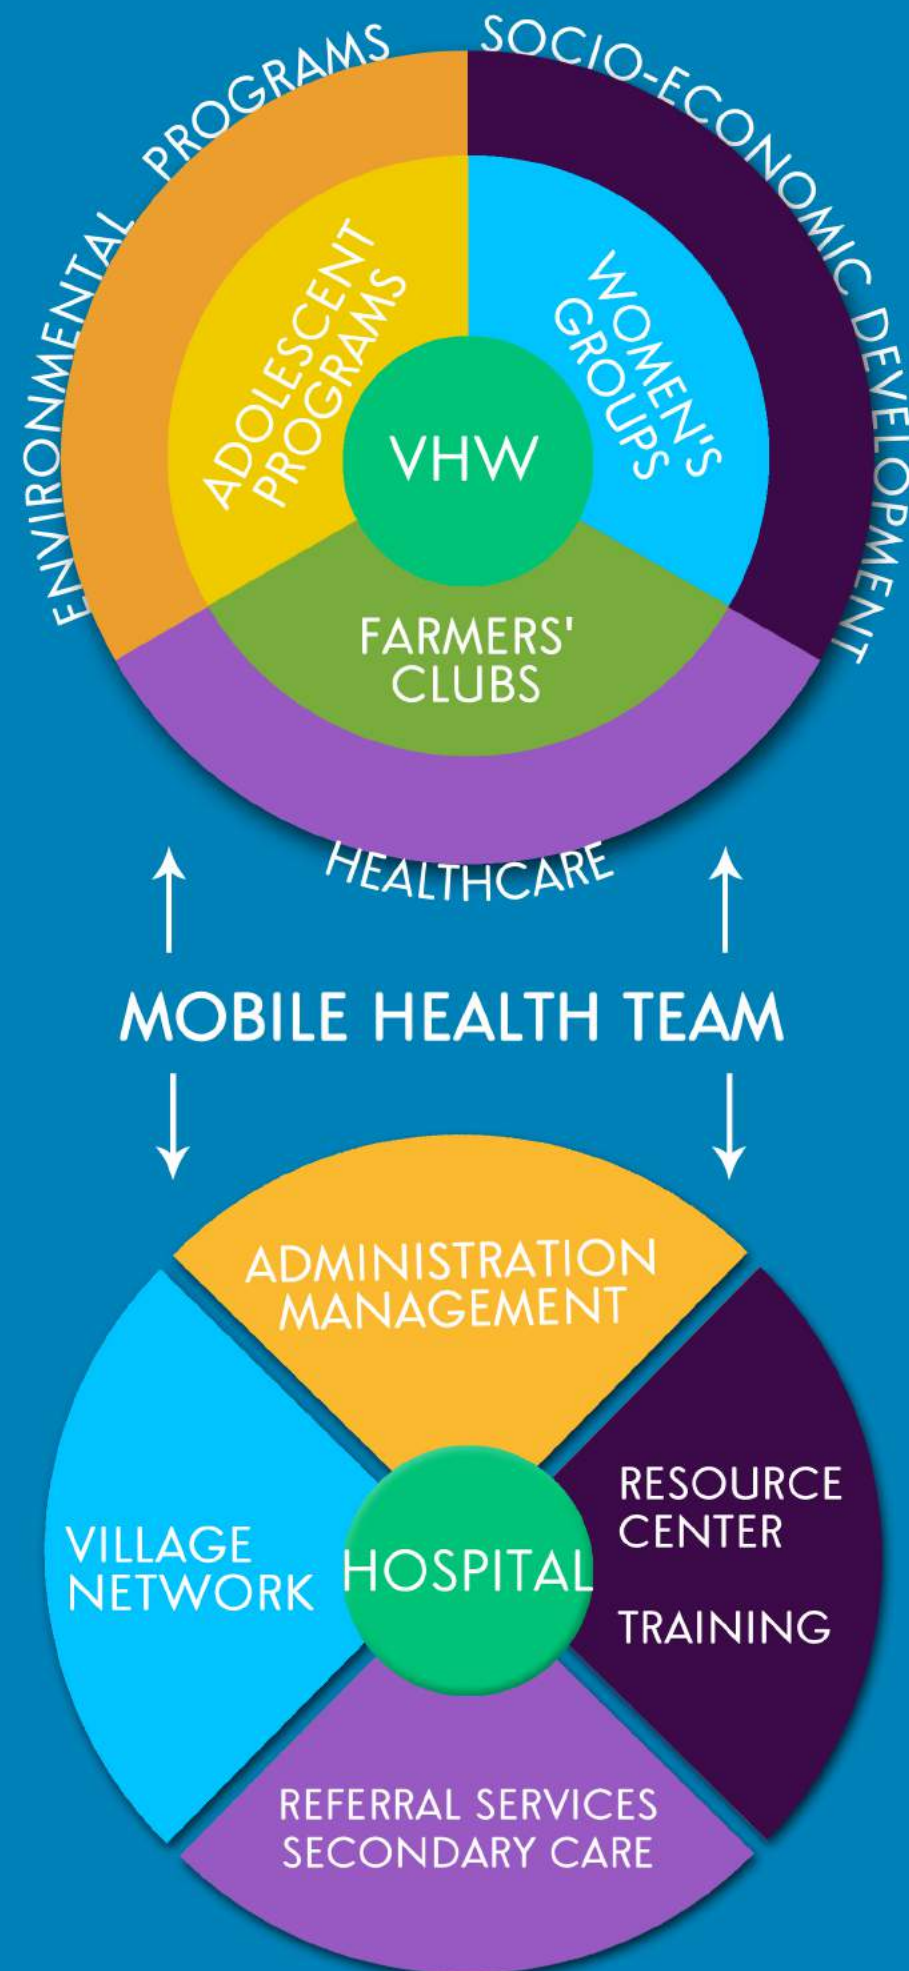 ENVIRONMENTAL PROGRAMS
SOCIO-ECONOMIC DEVELOPMENT
ADOLESCENT
PROGRAMS
WOMEN'S
GROUPS
VHW
FARMERS'
CLUBS
HEALTHCARE
MOBILE HEALTH TEAM
ADMINISTRATION
MANAGEMENT
VILLAGE
NETWORK
HOSPITAL
RESOURCE
CENTER
TRAINING
REFERRAL SERVICES
SECONDARY CARE